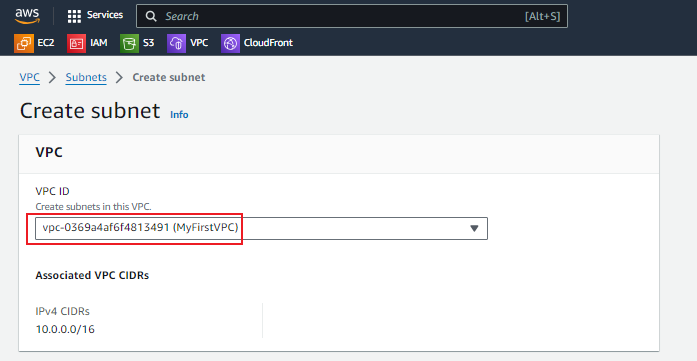 aws Services Search [Alt+S]
EC2 IAM S3 VPC CloudFront
VPC > Subnets > Create subnet
Create subnet Info
VPC
VPC ID
Create subnets in this VPC.
vpc-0369a4af6f4813491 (MyFirstVPC)
Associated VPC CIDRs
IPv4 CIDRs
10.0.0.0/16